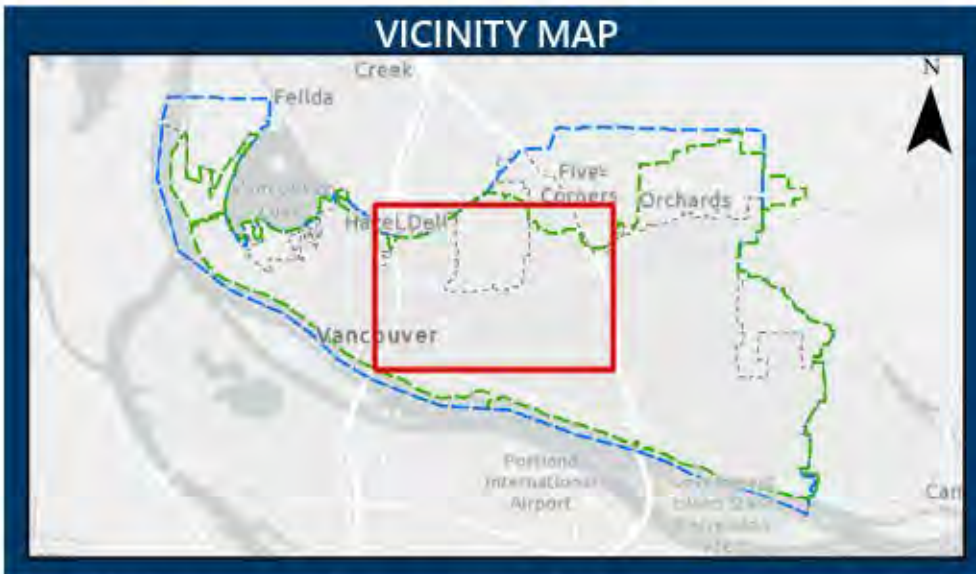 VICINITY MAP
Creek
N
Felida
Five-
Corners
Orchards
Hazel Dell
Vancouver
Portland
International
Airport